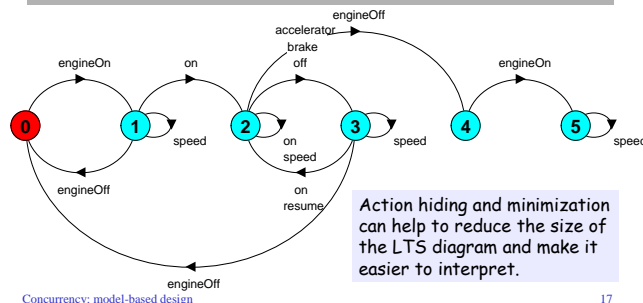 engineOff
accelerator
brake
engineOn
on
off
engineOn
0
1
2
3
4
5
speed
on
speed
speed
speed
engineOff
on
resume
Action hiding and minimization
can help to reduce the size of
the LTS diagram and make it
easier to interpret.
engineOff
Concurrency: model-based design
17